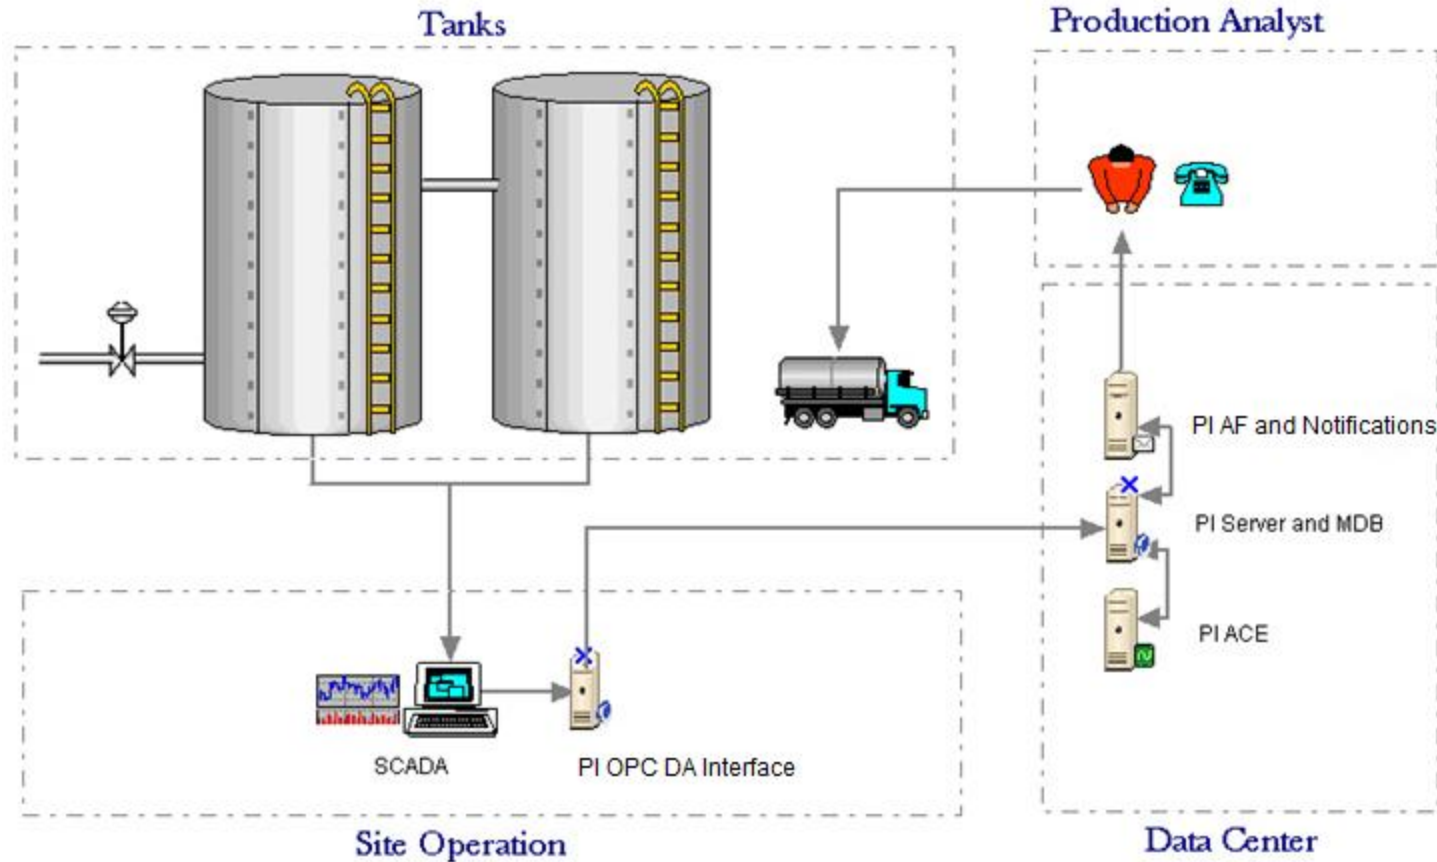 Tanks
Production Analyst
PI AF and Notifications
PI Server and MDB
PI ACE
SCADA
PI OPC DA Interface
Site Operation
Data Center